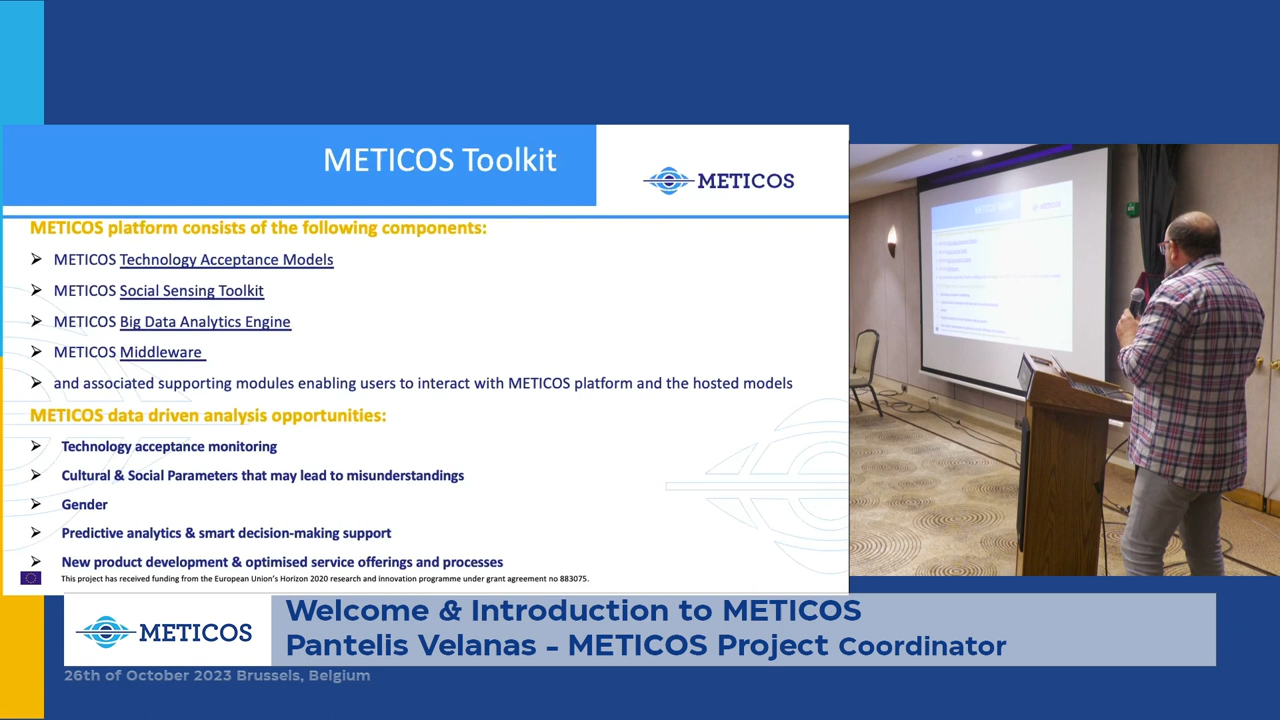 METICOS Toolkit
METICOS
METICOS platform consists of the following components:
METICOS Technology Acceptance Models
METICOS Social Sensing Toolkit
METICOS Big Data Analytics Engine
METICOS Middleware
and associated supporting modules enabling users to interact with METICOS platform and the hosted models
METICOS data driven analysis opportunities:
Technology acceptance monitoring
Cultural & Social Parameters that may lead to misunderstandings
Gender
Predictive analytics & smart decision-making support
New product development & optimised service offerings and processes
This project has received funding from the European Union's Horizon 2020 research and innovation programme under grant agreement no 883075.
METICOS
Welcome & Introduction to METICOS
Pantelis Velanas - METICOS Project Coordinator
26th of October 2023 Brussels, Belgium